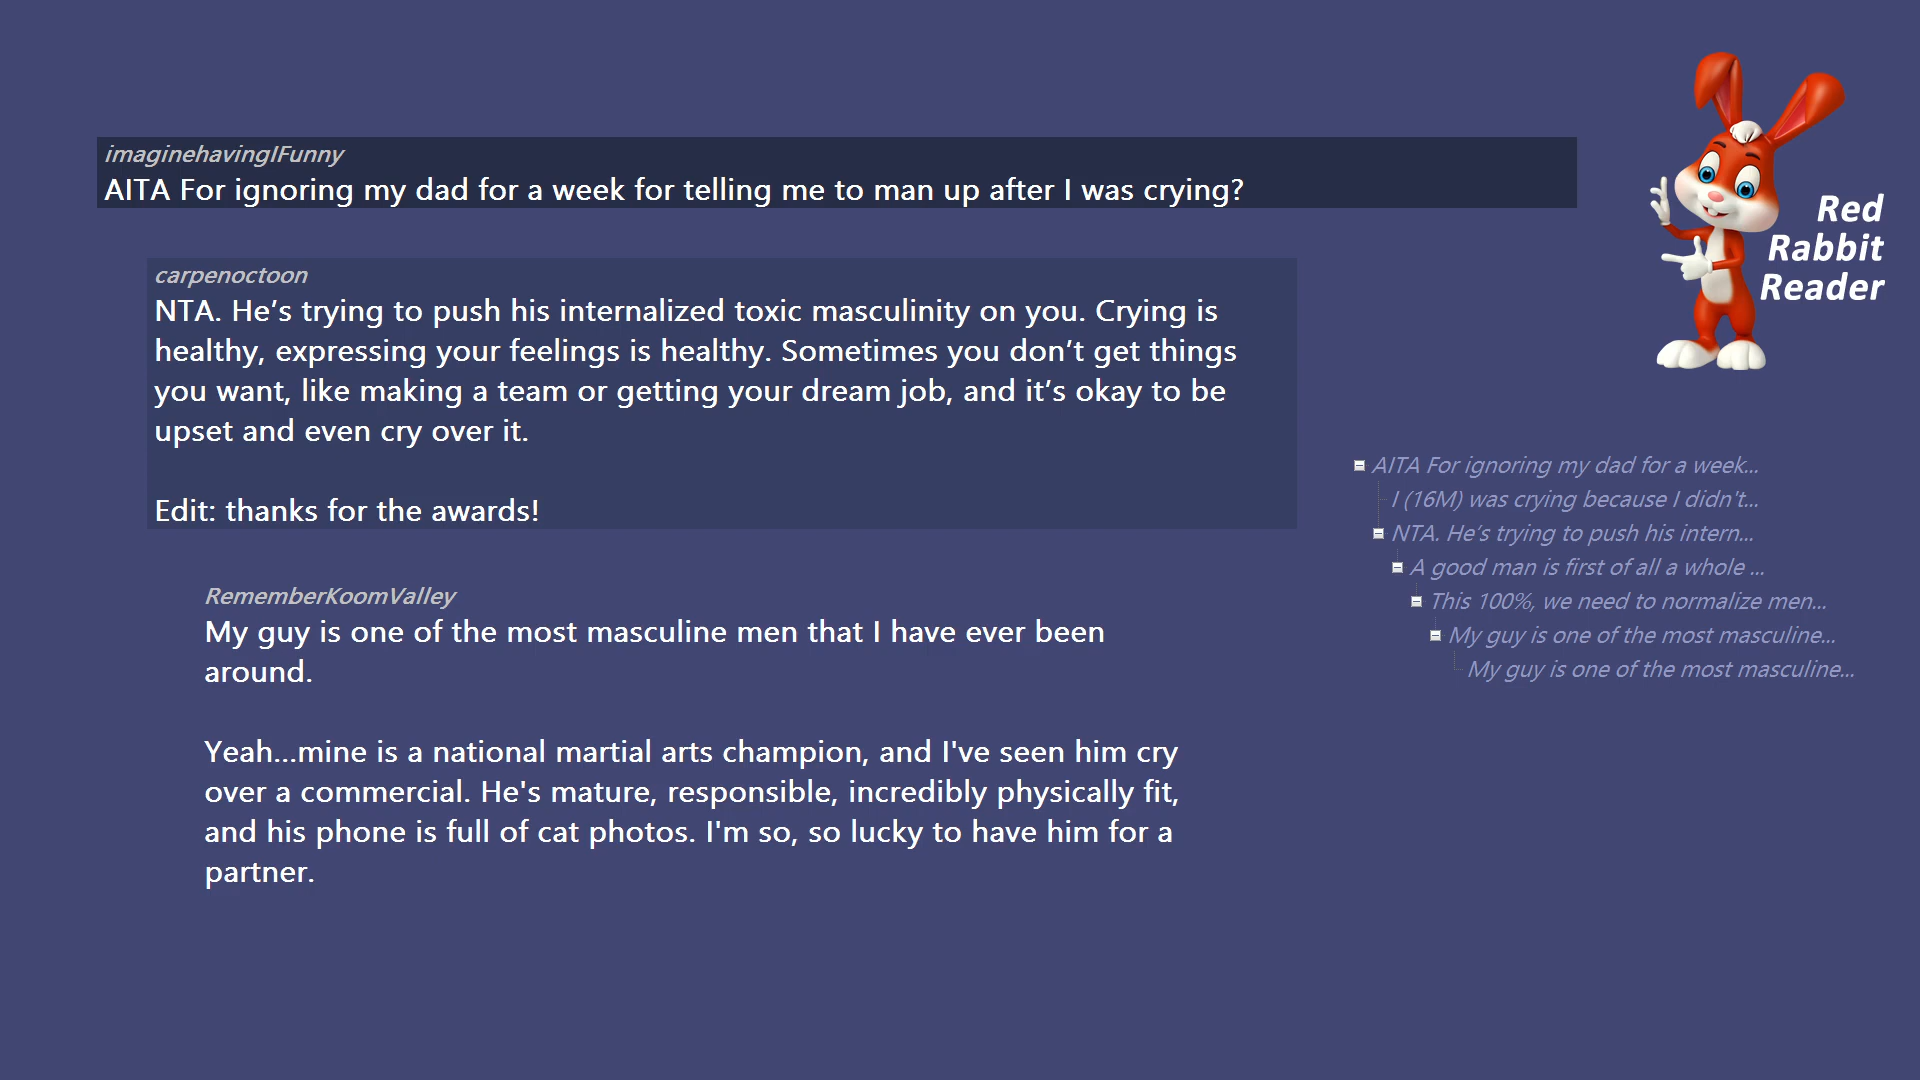 imaginehavingIFunny
AITA For ignoring my dad for a week for telling me to man up after I was crying?
carpenoctoon
NTA. He’s trying to push his internalized toxic masculinity on you. Crying is
healthy, expressing your feelings is healthy. Sometimes you don’t get things
you want, like making a team or getting your dream job, and it’s okay to be
upset and even cry over it.
Edit: thanks for the awards!
RememberKoomValley
My guy is one of the most masculine men that I have ever been
around.
Yeah...mine is a national martial arts champion, and I've seen him cry
over a commercial. He's mature, responsible, incredibly physically fit,
and his phone is full of cat photos. I'm so, so lucky to have him for a
partner.
Red
Rabbit
Reader
AITA For ignoring my dad for a week...
I (16M) was crying because I didn't...
NTA. He’s trying to push his intern...
A good man is first of all a whole ...
This 100%, we need to normalize men...
My guy is one of the most masculine...
My guy is one of the most masculine...